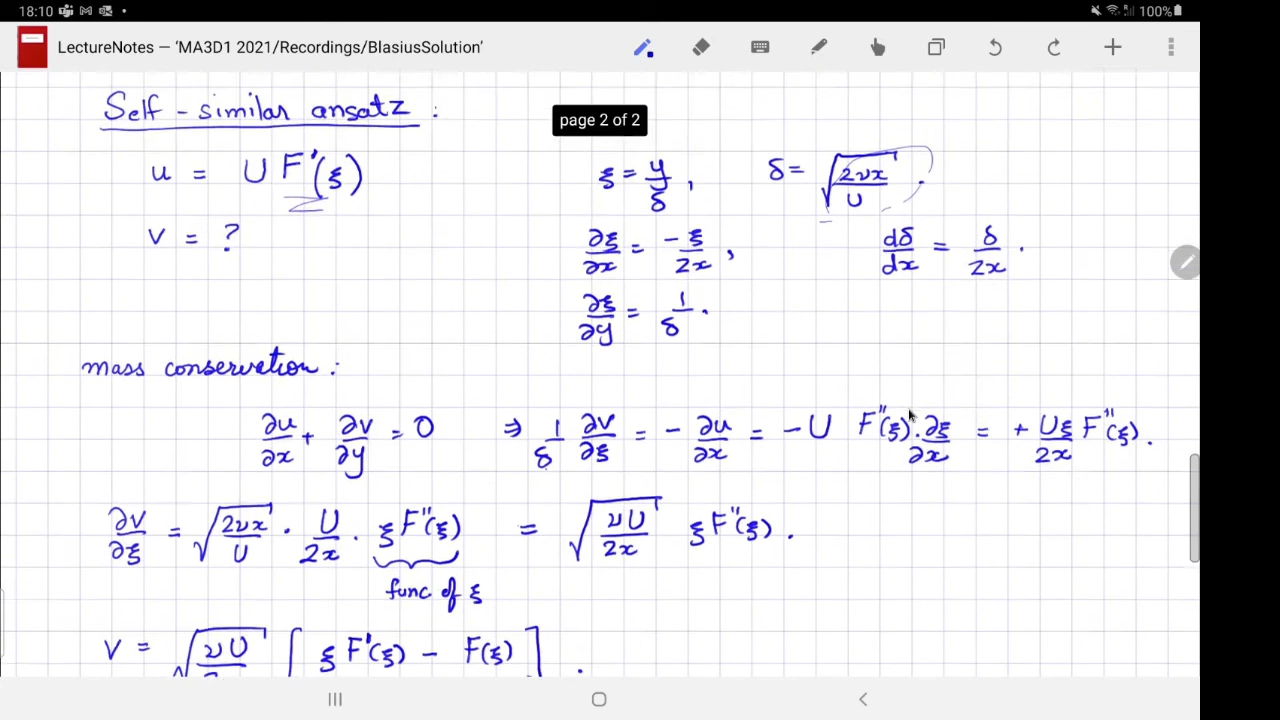 18:10 100%
LectureNotes — 'MA3D1 2021/Recordings/BlasiusSolution'
Self-similar ansatz :
page 2 of 2
u = U F'(ξ)
ξ = y/δ , δ = √(2νx/U) .
v = ?
∂ξ/∂x = -ξ/2x , dδ/dx = δ/2x .
∂ξ/∂y = 1/δ .
mass conservation :
∂u/∂x + ∂v/∂y = 0 ⇒ 1/δ ∂v/∂ξ = - ∂u/∂x = - U F''(ξ) . ∂ξ/∂x = + Uξ/2x F''(ξ) .
∂v/∂ξ = √(2νx/U) · U/2x · ξF''(ξ) = √(νU/2x) ξF''(ξ) .
func of ξ
v = √(νU/ [ ξF'(ξ) - F(ξ) ] .